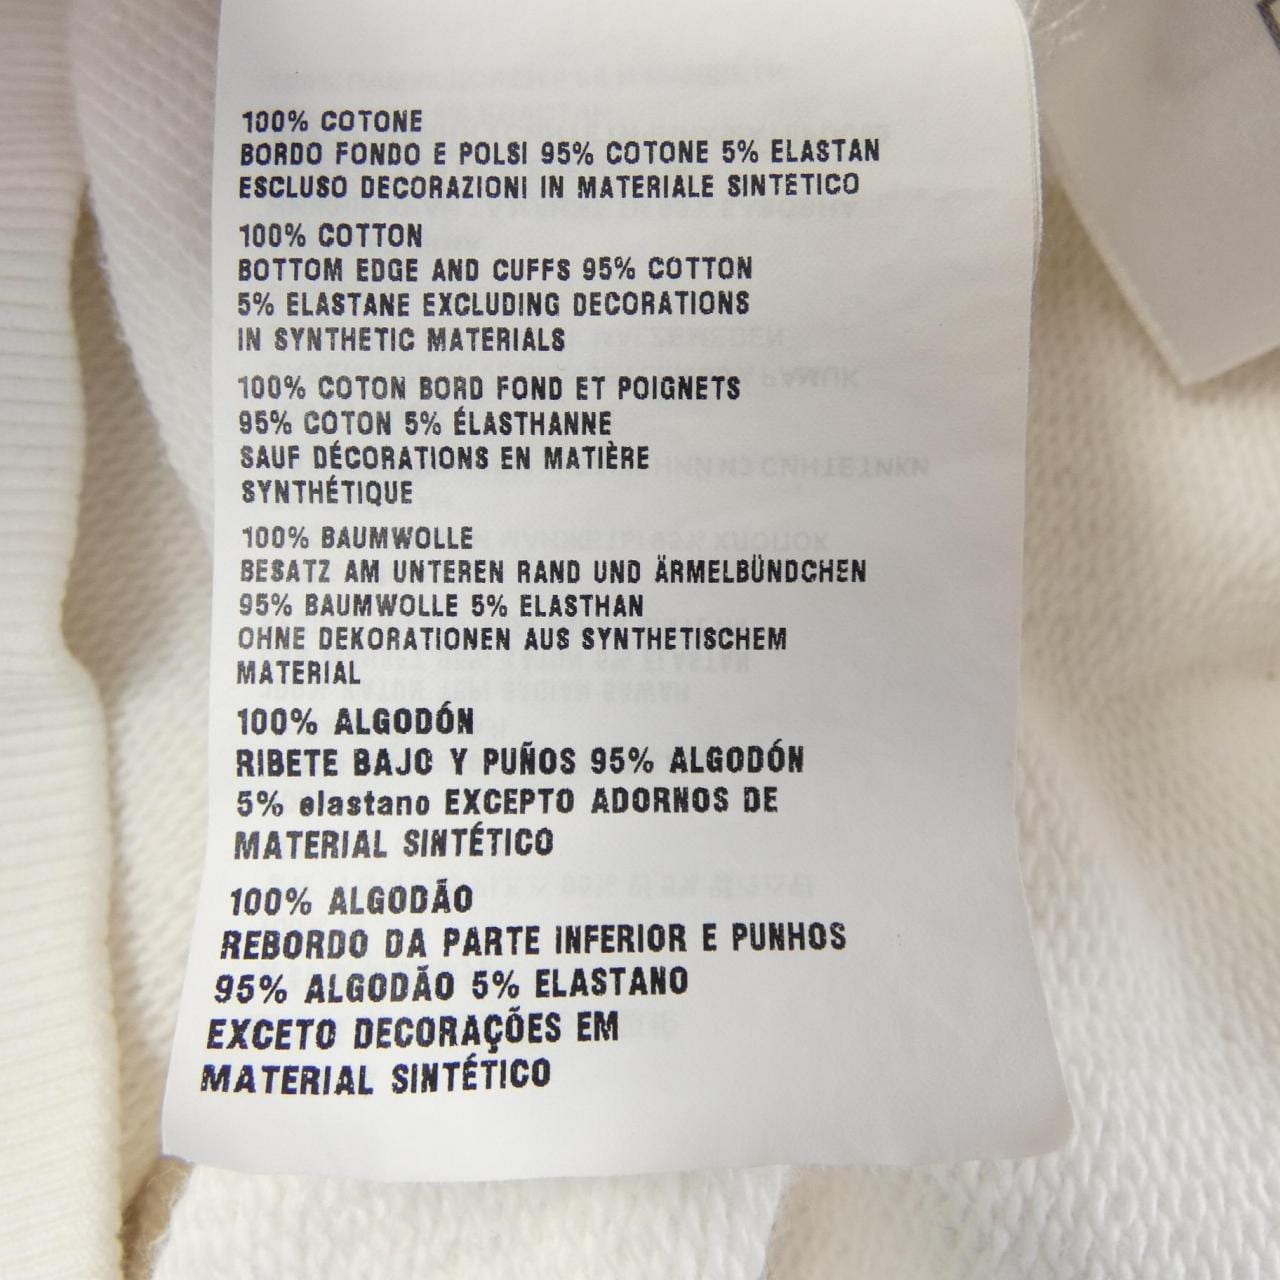 100% COTONE
BORDO FONDO E POLSI 95% COTONE 5% ELASTAN
ESCLUSO DECORAZIONI IN MATERIALE SINTETICO
100% COTTON
BOTTOM EDGE AND CUFFS 95% COTTON
5% ELASTANE EXCLUDING DECORATIONS
IN SYNTHETIC MATERIALS
100% COTON BORD FOND ET POIGNETS
95% COTON 5% ÉLASTHANNE
SAUF DÉCORATIONS EN MATIÈRE
SYNTHÉTIQUE
100% BAUMWOLLE
BESATZ AM UNTEREN RAND UND ÄRMELBÜNDCHEN
95% BAUMWOLLE 5% ELASTHAN
OHNE DEKORATIONEN AUS SYNTHETISCHEM
MATERIAL
100% ALGODÓN
RIBETE BAJO Y PUÑOS 95% ALGODÓN
5% elastano EXCEPTO ADORNOS DE
MATERIAL SINTÉTICO
100% ALGODÃO
REBORDO DA PARTE INFERIOR E PUNHOS
95% ALGODÃO 5% ELASTANO
EXCETO DECORAÇÕES EM
MATERIAL SINTÉTICO